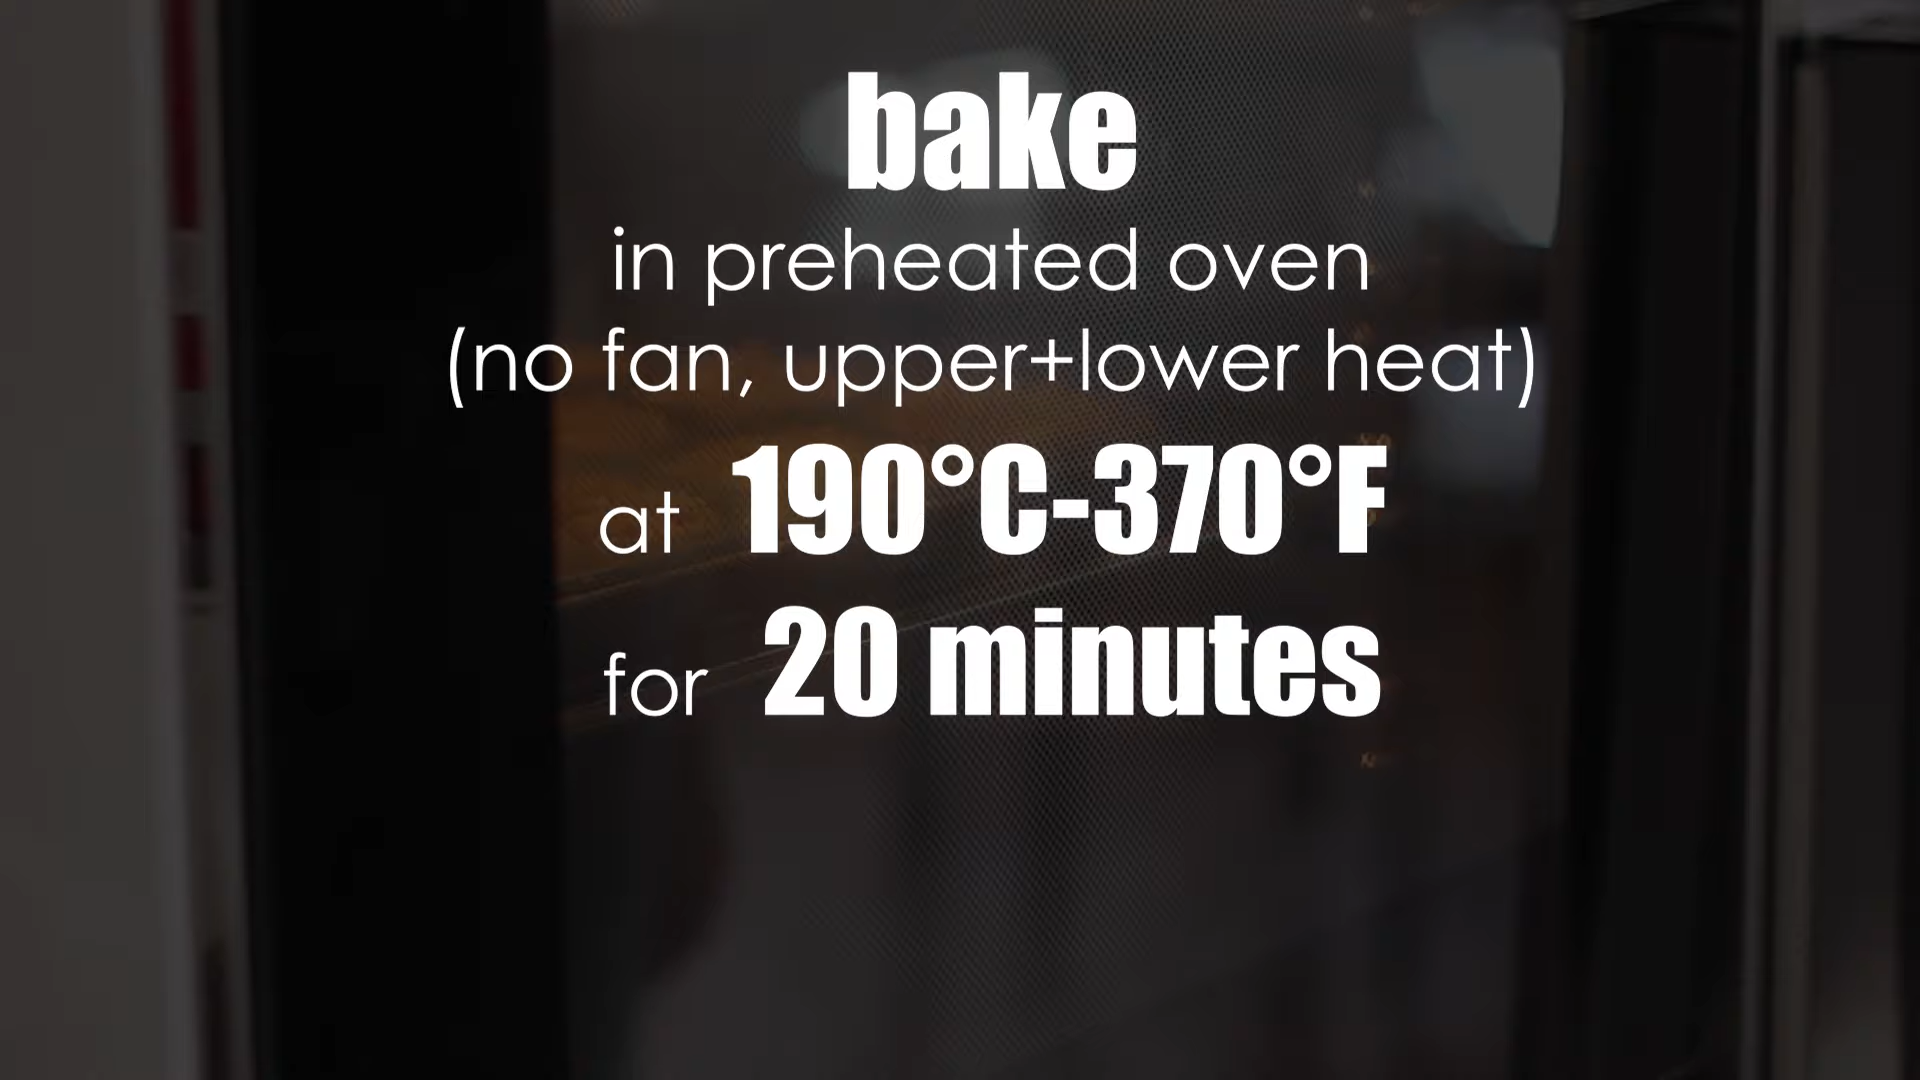 bake
in preheated oven
(no fan, upper+lower heat)
at 190°C-370°F
for 20 minutes